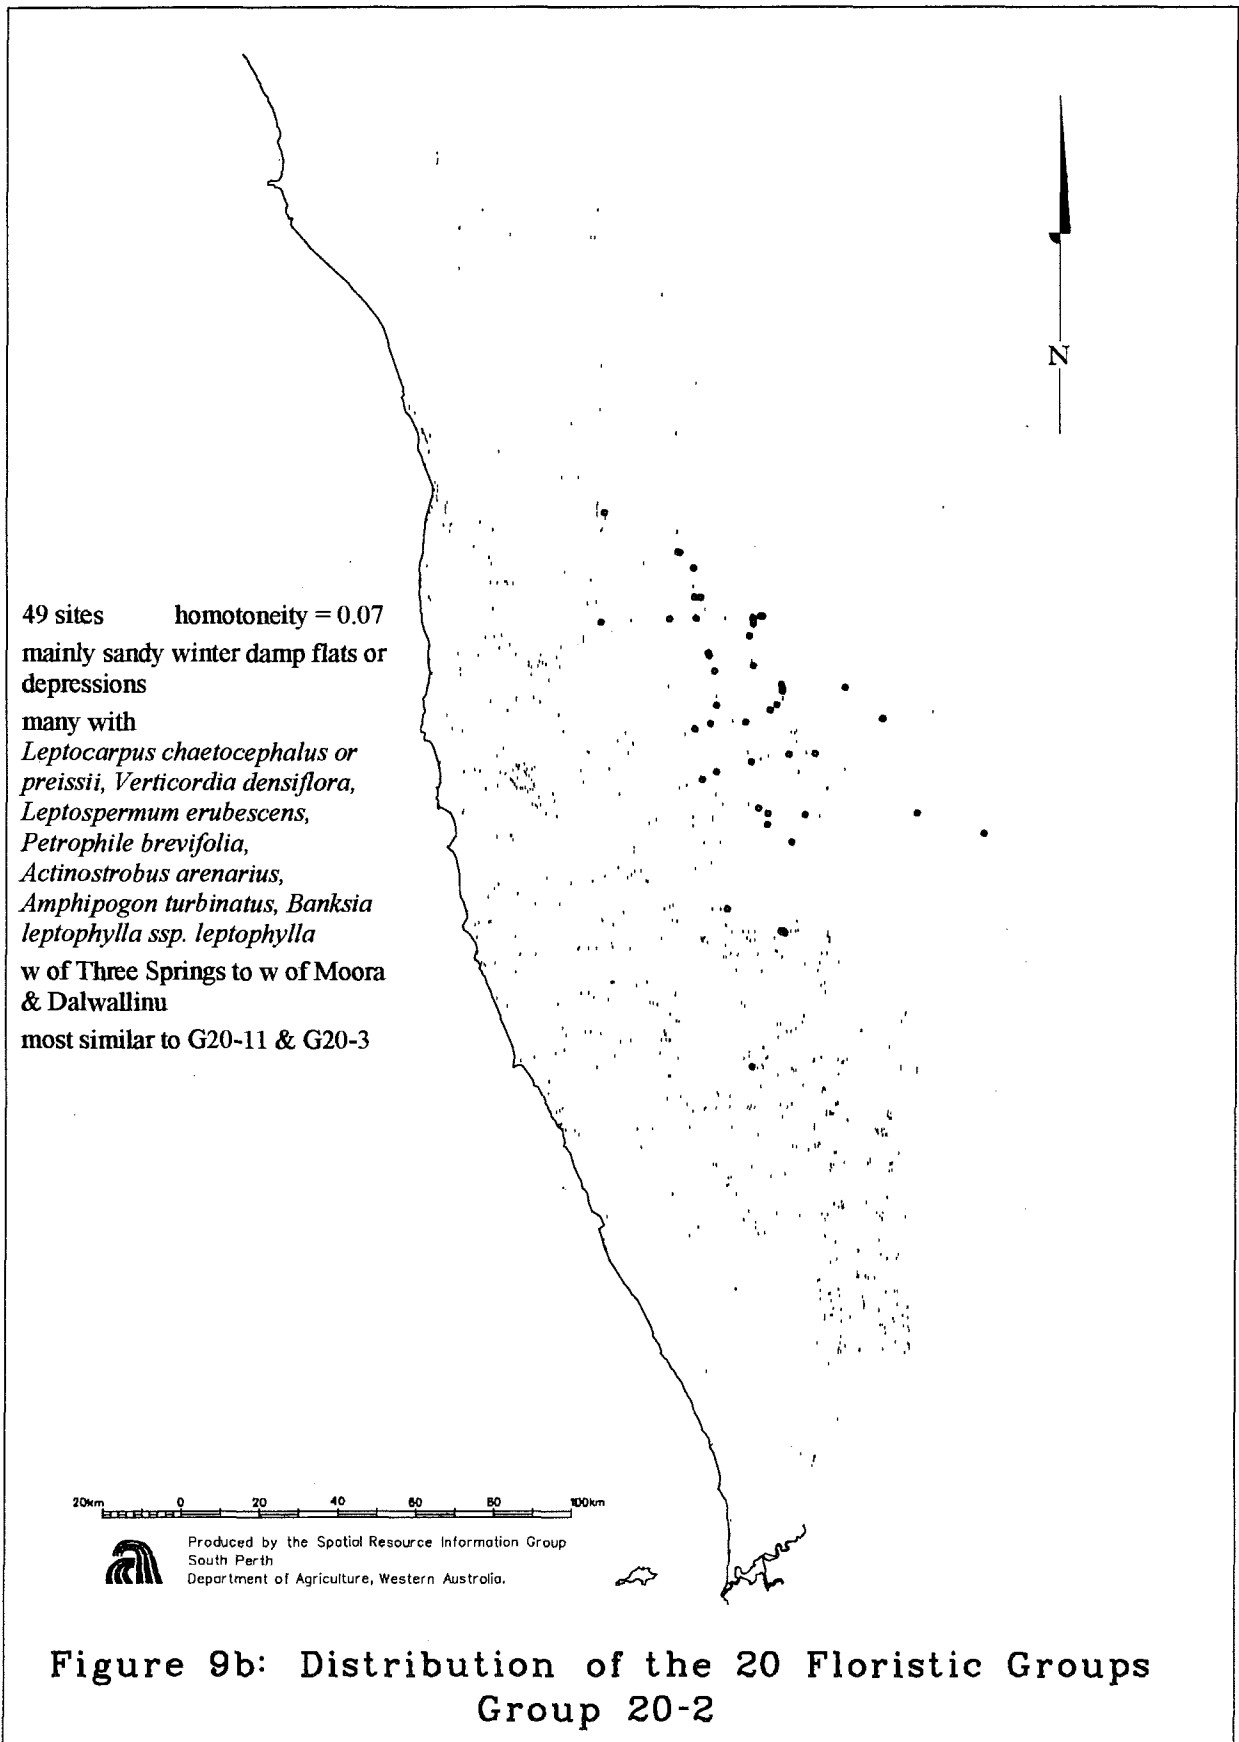 N
49 sites homotoneity = 0.07
mainly sandy winter damp flats or
depressions
many with
Leptocarpus chaetocephalus or
preissii, Verticordia densiflora,
Leptospermum erubescens,
Petrophile brevifolia,
Actinostrobus arenarius,
Amphipogon turbinatus, Banksia
leptophylla ssp. leptophylla
w of Three Springs to w of Moora
& Dalwallinu
most similar to G20-11 & G20-3
20km 0 20 40 60 80 100km
Produced by the Spatial Resource Information Group
South Perth
Department of Agriculture, Western Australia.
Figure 9b: Distribution of the 20 Floristic Groups
Group 20-2